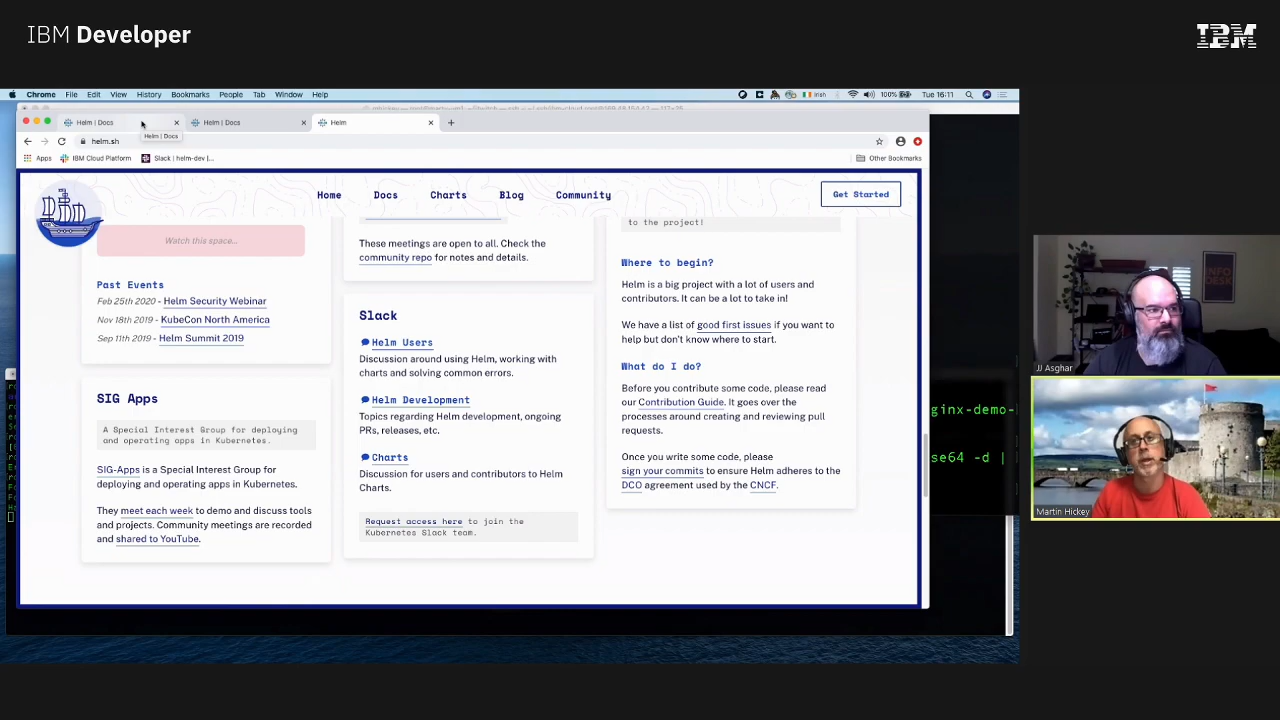 IBM Developer
IBM
Chrome File Edit View History Bookmarks People Tab Window Help
Irish 100% Tue 16:11
Helm | Docs
Helm | Docs
Helm
Helm | Docs
helm.sh
Apps IBM Cloud Platform Slack | helm-dev |...
Other Bookmarks
Home Docs Charts Blog Community
Get Started
Watch this space...
Past Events
Feb 25th 2020 - Helm Security Webinar
Nov 18th 2019 - KubeCon North America
Sep 11th 2019 - Helm Summit 2019
SIG Apps
A Special Interest Group for deploying
and operating apps in Kubernetes.
SIG-Apps is a Special Interest Group for
deploying and operating apps in Kubernetes.
They meet each week to demo and discuss tools
and projects. Community meetings are recorded
and shared to YouTube.
These meetings are open to all. Check the
community repo for notes and details.
Slack
Helm Users
Discussion around using Helm, working with
charts and solving common errors.
Helm Development
Topics regarding Helm development, ongoing
PRs, releases, etc.
Charts
Discussion for users and contributors to Helm
Charts.
Request access here to join the
Kubernetes Slack team.
to the project!
Where to begin?
Helm is a big project with a lot of users and
contributors. It can be a lot to take in!
We have a list of good first issues if you want to
help but don't know where to start.
What do I do?
Before you contribute some code, please read
our Contribution Guide. It goes over the
processes around creating and reviewing pull
requests.
Once you write some code, please
sign your commits to ensure Helm adheres to the
DCO agreement used by the CNCF.
ginx-demo-
se64 -d |
INFO
DESK
JJ Asghar
Martin Hickey